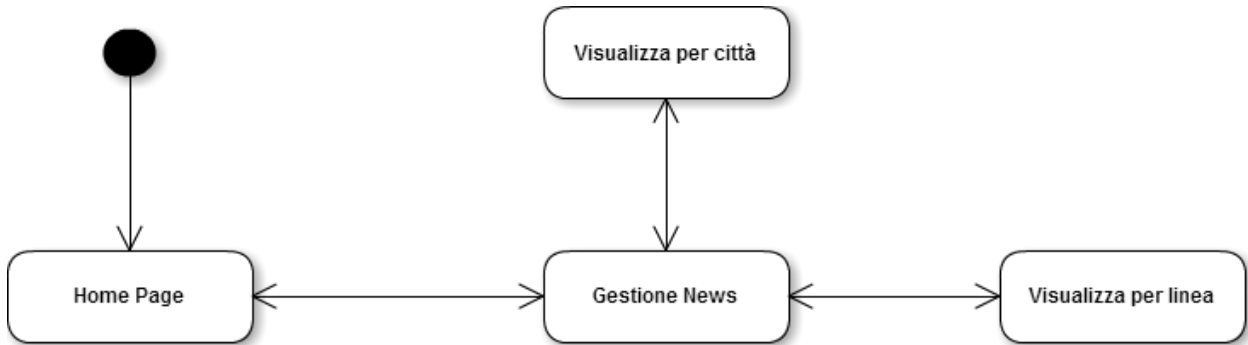 Visualizza per città
Home Page
Gestione News
Visualizza per linea